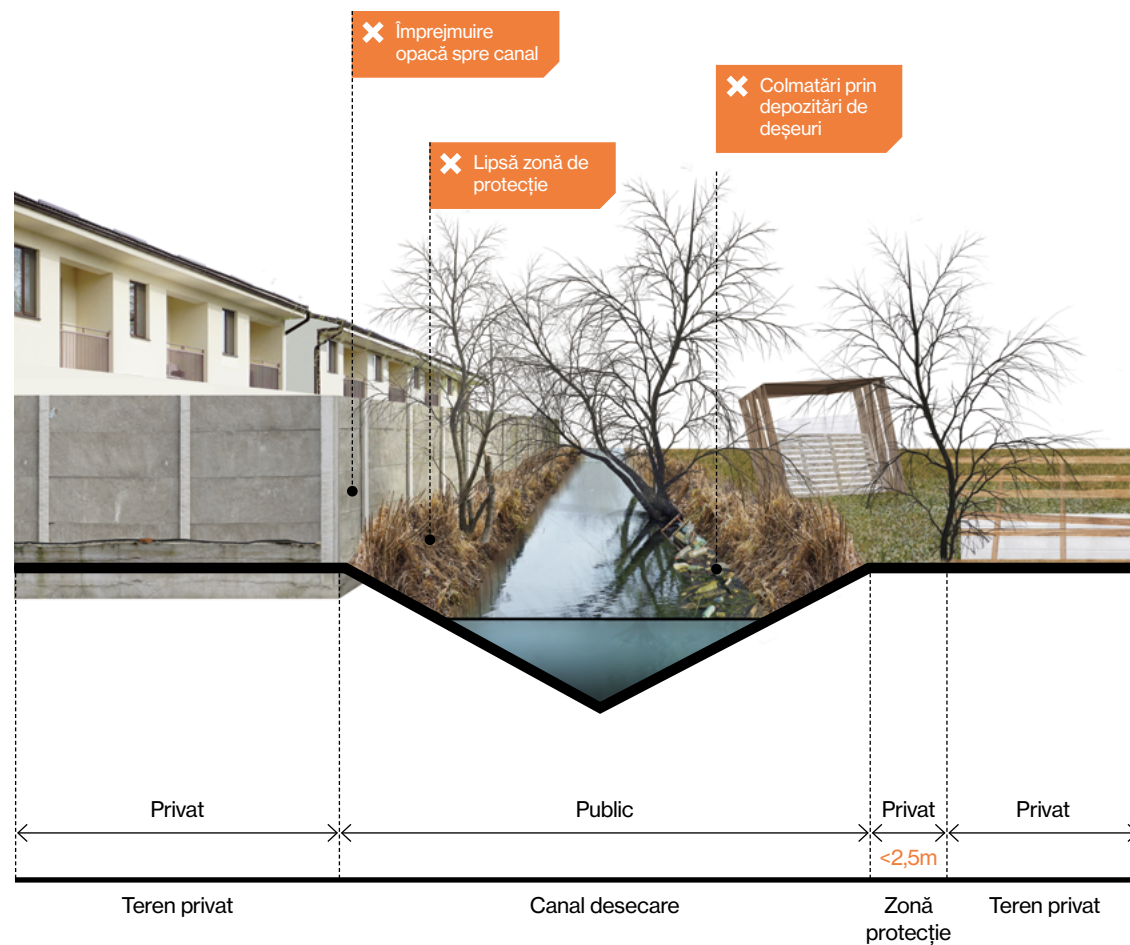 Împrejmuire
opacă spre canal
Colmatări prin
depozitări de
deșeuri
Lipsă zonă de
protecție
Privat
Public
Privat
Privat
<2,5m
Teren privat
Canal desecare
Zonă
protecție
Teren privat